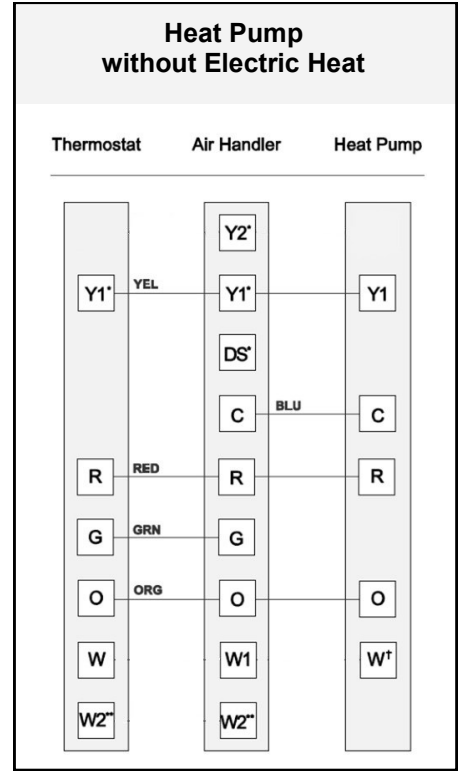 Heat Pump
without Electric Heat
Thermostat Air Handler Heat Pump
Y2*
Y1* YEL Y1* Y1
DS*
C BLU C
R RED R R
G GRN G
O ORG O O
W W1 W†
W2** W2**